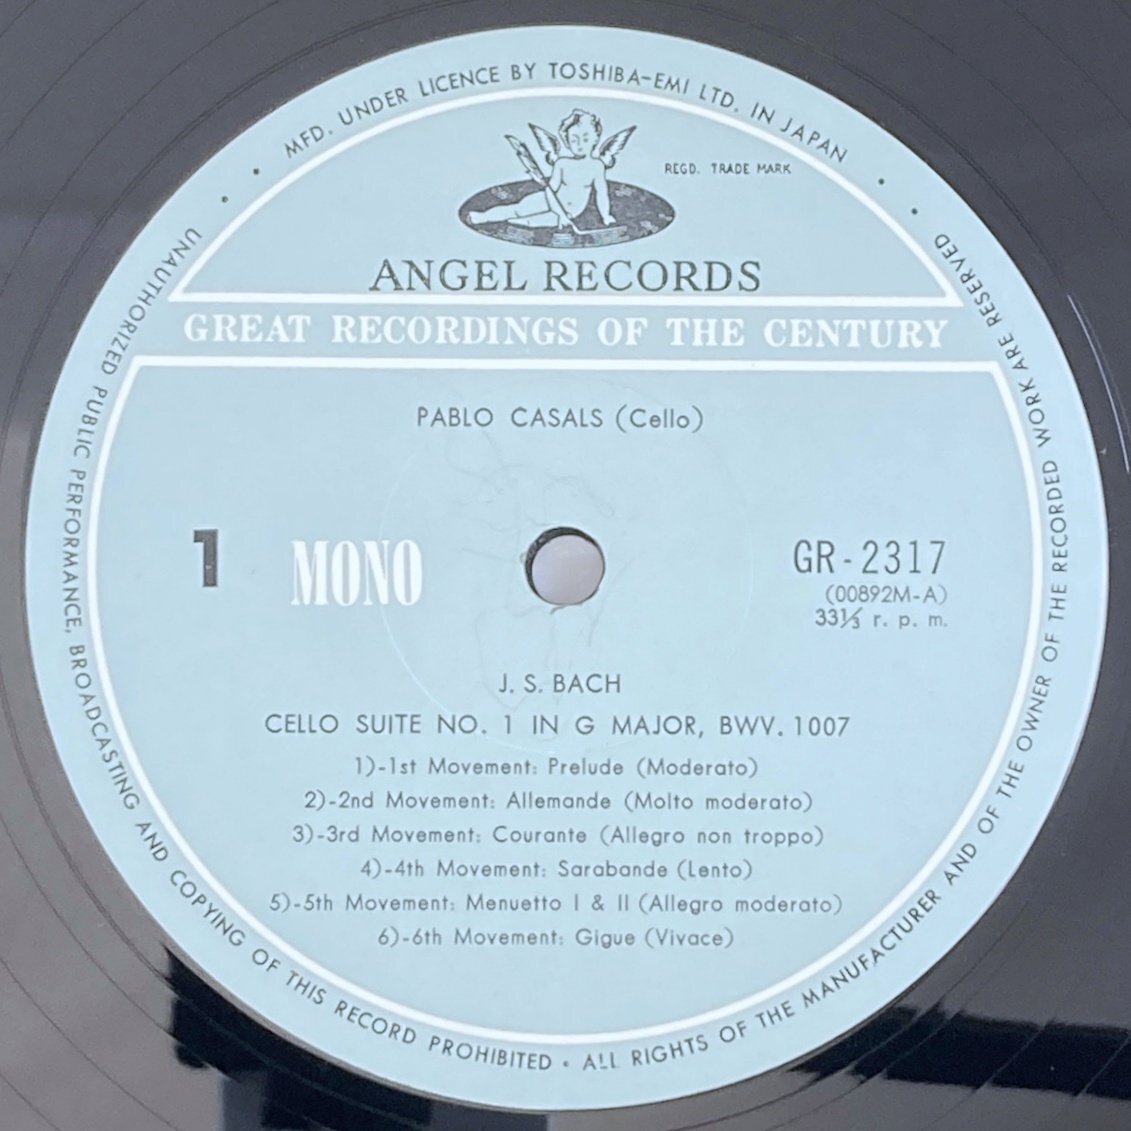 MFD. UNDER LICENCE BY TOSHIBA-EMI LTD. IN JAPAN
REGD. TRADE MARK
ANGEL RECORDS
GREAT RECORDINGS OF THE CENTURY
PABLO CASALS (Cello)
1
MONO
GR-2317
(00892M-A)
33⅓ r. p. m.
J. S. BACH
CELLO SUITE NO. 1 IN G MAJOR, BWV. 1007
1)-1st Movement: Prelude (Moderato)
2)-2nd Movement: Allemande (Molto moderato)
3)-3rd Movement: Courante (Allegro non troppo)
4)-4th Movement: Sarabande (Lento)
5)-5th Movement: Menuetto I & II (Allegro moderato)
6)-6th Movement: Gigue (Vivace)
UNAUTHORIZED PUBLIC PERFORMANCE, BROADCASTING AND COPYING OF THIS RECORD PROHIBITED • ALL RIGHTS OF THE MANUFACTURER AND OF THE OWNER OF THE RECORDED WORK ARE RESERVED